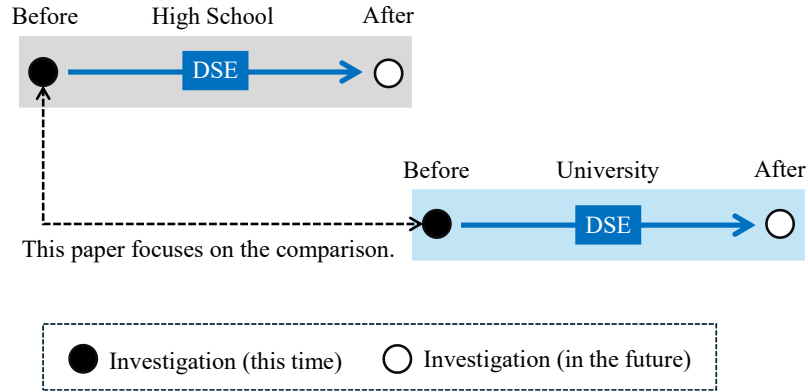 Before High School After
DSE
Before University After
DSE
This paper focuses on the comparison.
Investigation (this time) Investigation (in the future)